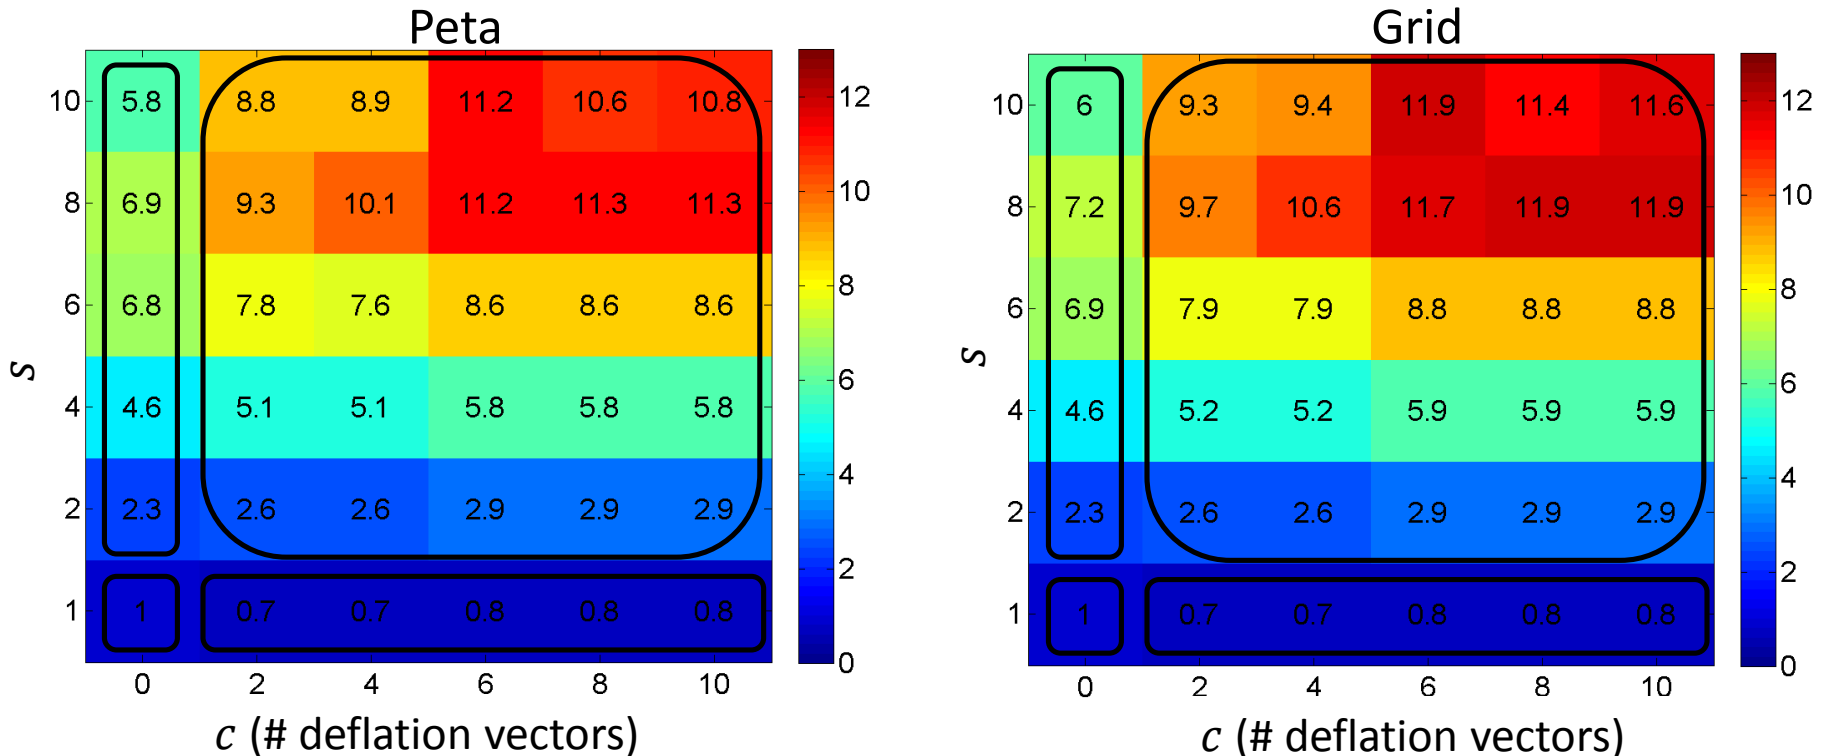 Peta
10 5.8 8.8 8.9 11.2 10.6 10.8
8 6.9 9.3 10.1 11.2 11.3 11.3
6 6.8 7.8 7.6 8.6 8.6 8.6
4 4.6 5.1 5.1 5.8 5.8 5.8
2 2.3 2.6 2.6 2.9 2.9 2.9
1 1 0.7 0.7 0.8 0.8 0.8
0 2 4 6 8 10
s
c (# deflation vectors)
12
10
8
6
4
2
0
Grid
10 6 9.3 9.4 11.9 11.4 11.6
8 7.2 9.7 10.6 11.7 11.9 11.9
6 6.9 7.9 7.9 8.8 8.8 8.8
4 4.6 5.2 5.2 5.9 5.9 5.9
2 2.3 2.6 2.6 2.9 2.9 2.9
1 1 0.7 0.7 0.8 0.8 0.8
0 2 4 6 8 10
s
c (# deflation vectors)
12
10
8
6
4
2
0